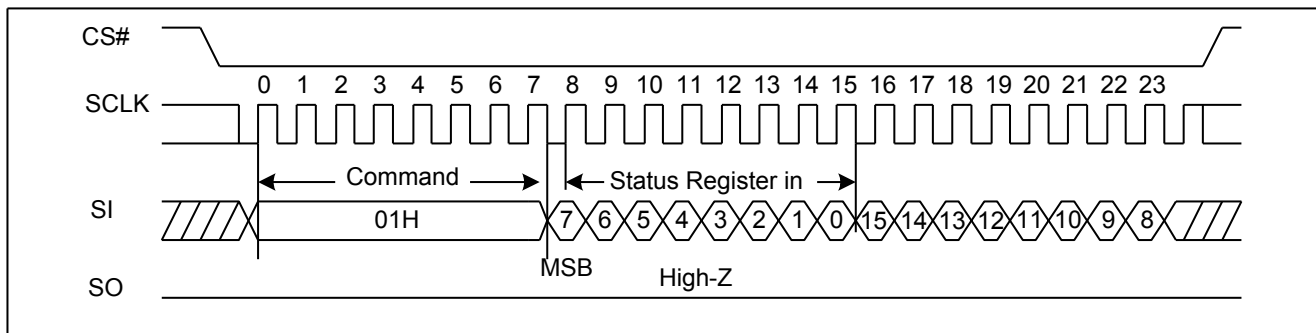 CS#
0 1 2 3 4 5 6 7 8 9 10 11 12 13 14 15 16 17 18 19 20 21 22 23
SCLK
Command Status Register in
SI 01H 7 6 5 4 3 2 1 0 15 14 13 12 11 10 9 8
MSB High-Z
SO